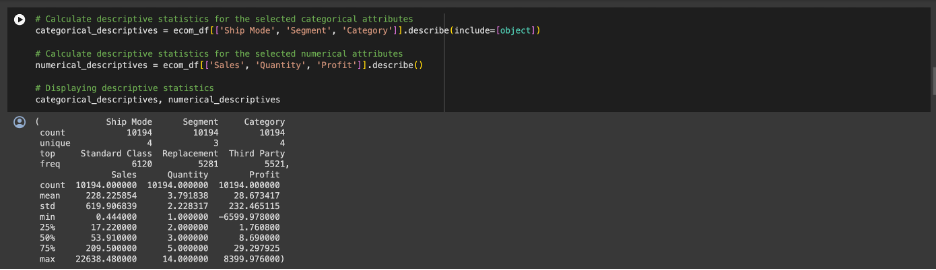 # Calculate descriptive statistics for the selected categorical attributes
categorical_descriptives = ecom_df[['Ship Mode', 'Segment', 'Category']].describe(include=[object])
# Calculate descriptive statistics for the selected numerical attributes
numerical_descriptives = ecom_df[['Sales', 'Quantity', 'Profit']].describe()
# Displaying descriptive statistics
categorical_descriptives, numerical_descriptives
( Ship Mode Segment Category
count 10194 10194 10194
unique 4 3 4
top Standard Class Replacement Third Party
freq 6120 5281 5521,
Sales Quantity Profit
count 10194.000000 10194.000000 10194.000000
mean 228.225854 3.791838 28.673417
std 619.906839 2.228317 232.465115
min 0.444000 1.000000 -6599.978000
25% 17.220000 2.000000 1.760800
50% 53.910000 3.000000 8.690000
75% 209.500000 5.000000 29.297925
max 22638.480000 14.000000 8399.976000)